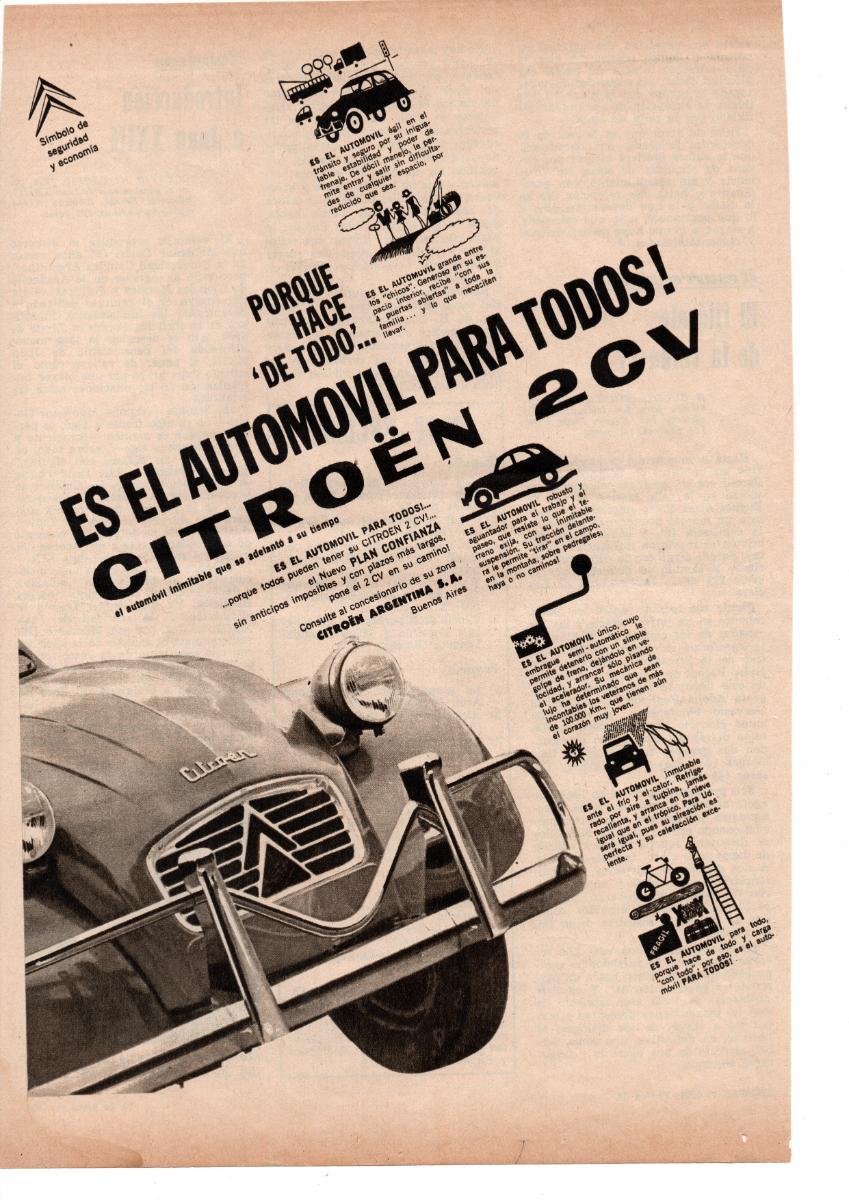 Símbolo de
seguridad
y economía
ES EL AUTOMOVIL ágil en el
tránsito y seguro por su inigua-
lable estabilidad y poder de
frenaje. De dócil manejo, le per-
mite entrar y salir sin dificulta-
des de cualquier espacio, por
reducido que sea.
ES EL AUTOMOVIL grande entre
los "chicos". Generoso en su es-
pacio interior, recibe "con sus
4 puertas abiertas" a toda la
familia... y lo que necesiten
llevar.
PORQUE
HACE
'DE TODO'...
ES EL AUTOMOVIL PARA TODOS!
CITROËN 2CV
el automóvil inimitable que se adelantó a su tiempo
ES EL AUTOMOVIL PARA TODOS!...
...porque todos pueden tener su CITROEN 2 CV!...
el Nuevo PLAN CONFIANZA
sin anticipos imposibles y con plazos más largos,
pone el 2 CV en su camino!
Consulte al concesionario de su zona
CITROËN ARGENTINA S. A.
Buenos Aires
ES EL AUTOMOVIL robusto y
aguantador para el trabajo y el
paseo, que resiste lo que el te-
rreno exija, con su inimitable
suspensión. Su tracción delante-
ra le permite "tirar" en el campo,
en la montaña, sobre pedregales;
haya o no caminos!
ES EL AUTOMOVIL único, cuyo
embrague semi-automático le
permite detenerlo con un simple
golpe de freno, dejándolo en ve-
locidad, y arrancar sólo pisando
el acelerador. Su mecánica de
lujo ha determinado que sean
incontables los veteranos de más
de 100.000 Km. que tienen aún
el corazón muy joven.
ES EL AUTOMOVIL inmutable
ante el frío y el calor. Refrige-
rado por aire a turbina, jamás
recalienta, y arranca en la nieve
igual que en el trópico. Para Ud.
será igual, pues su aireación es
perfecta y su calefacción exce-
lente.
FRAGIL
ES EL AUTOMOVIL para todo,
porque hace de todo y carga
"con todo"; por eso, es el auto-
móvil PARA TODOS!
Citroën